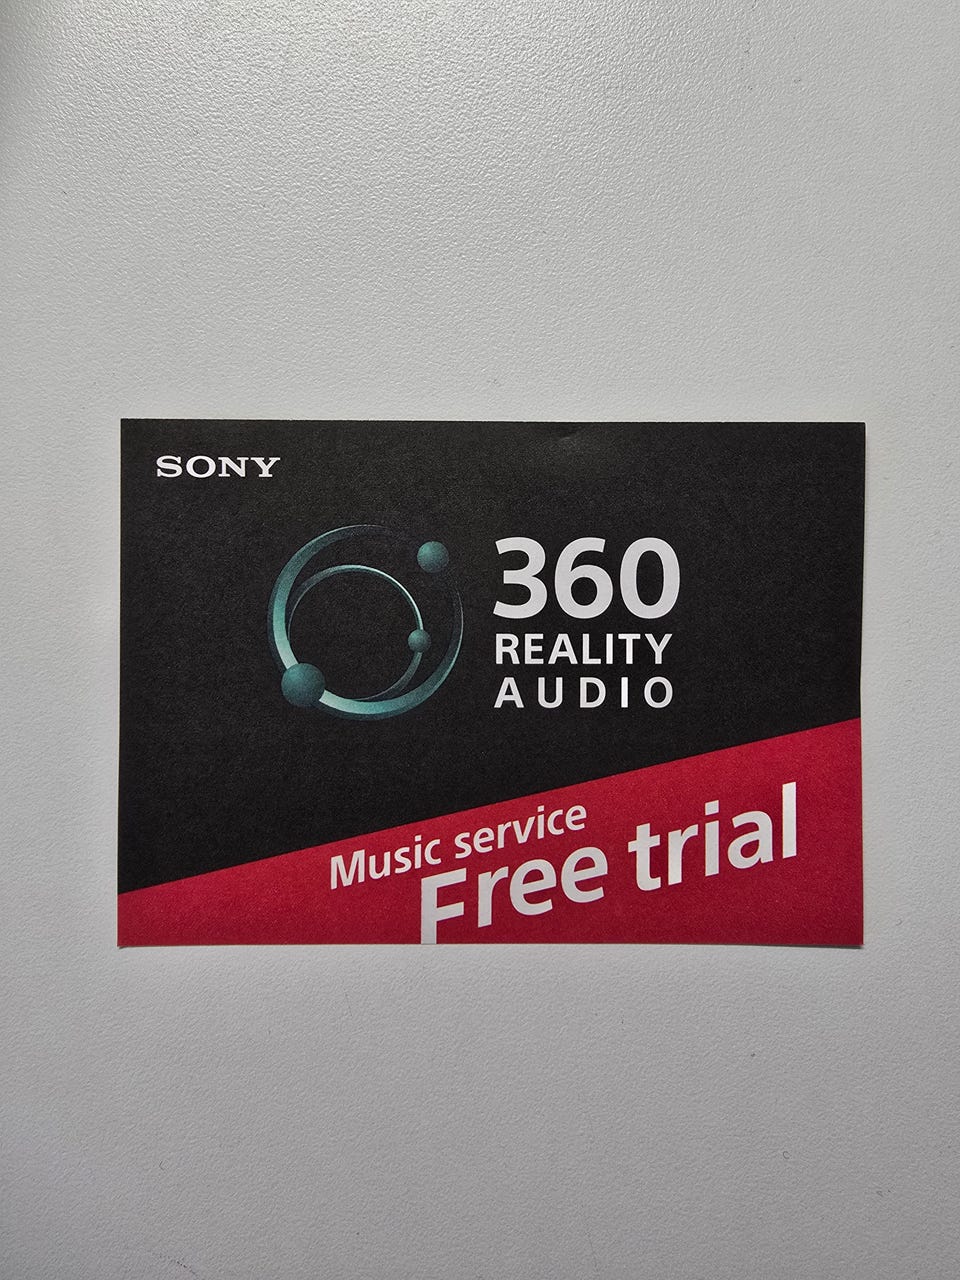 SONY
360
REALITY
AUDIO
Music service
Free trial